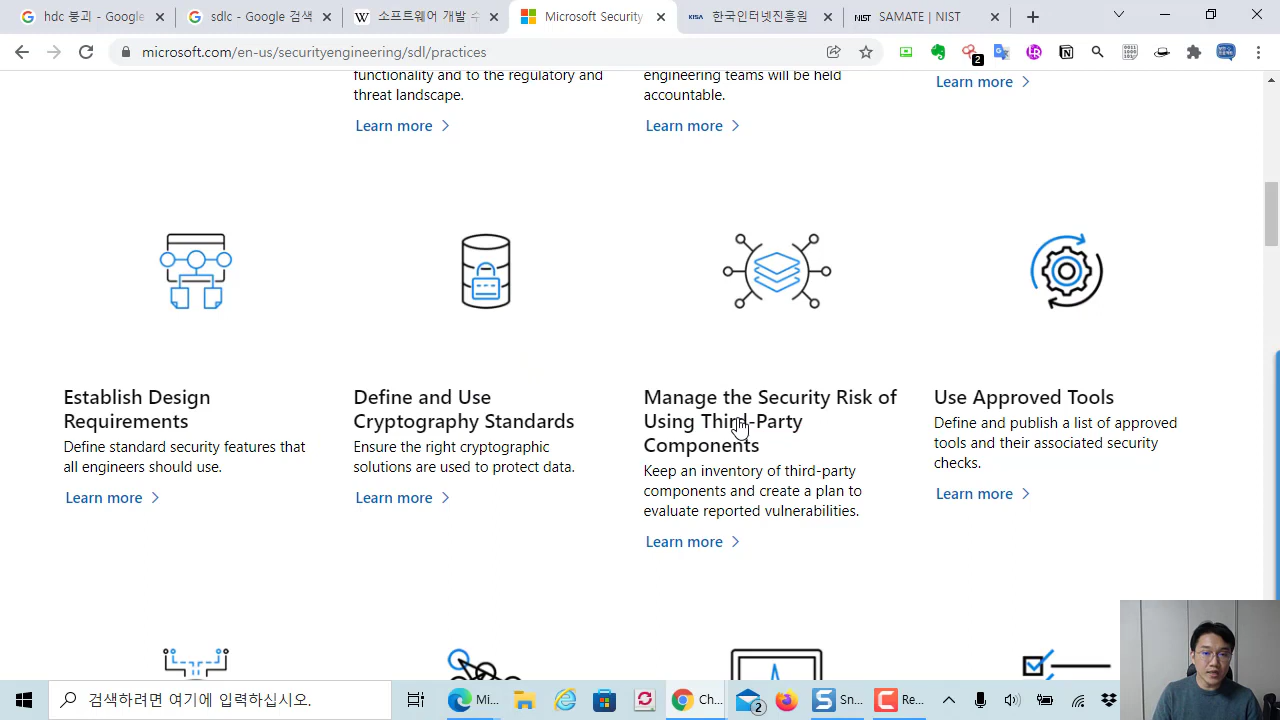 hdc 붕괴 - Google
sdlc - Google 검색
소프트웨어 개발 수
Microsoft Security
한국인터넷진흥원
SAMATE | NIST
microsoft.com/en-us/securityengineering/sdl/practices
2
functionality and to the regulatory and
threat landscape.
Learn more
engineering teams will be held
accountable.
Learn more
Learn more
Establish Design
Requirements
Define standard security features that
all engineers should use.
Learn more
Define and Use
Cryptography Standards
Ensure the right cryptographic
solutions are used to protect data.
Learn more
Manage the Security Risk of
Using Third-Party
Components
Keep an inventory of third-party
components and create a plan to
evaluate reported vulnerabilities.
Learn more
Use Approved Tools
Define and publish a list of approved
tools and their associated security
checks.
Learn more
검색하려면 여기에 입력하십시오.
Mi...
Ch...
2
Sn...
Re...